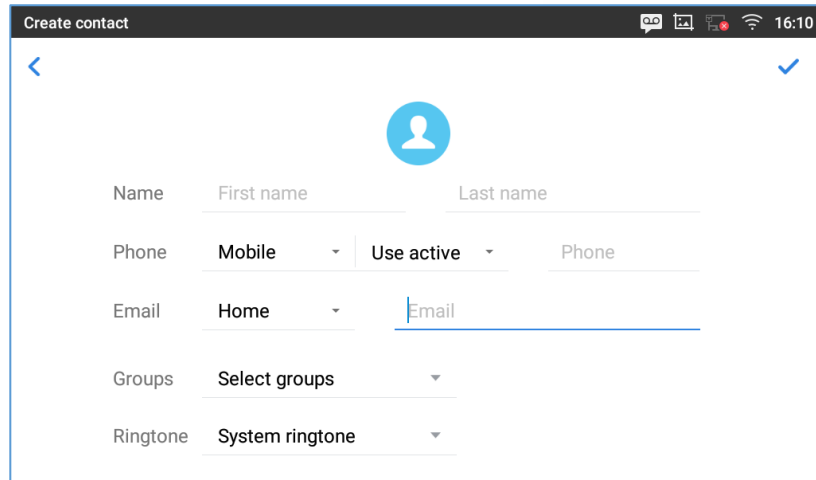 Create contact 16:10
Name First name Last name
Phone Mobile Use active Phone
Email Home Email
Groups Select groups
Ringtone System ringtone